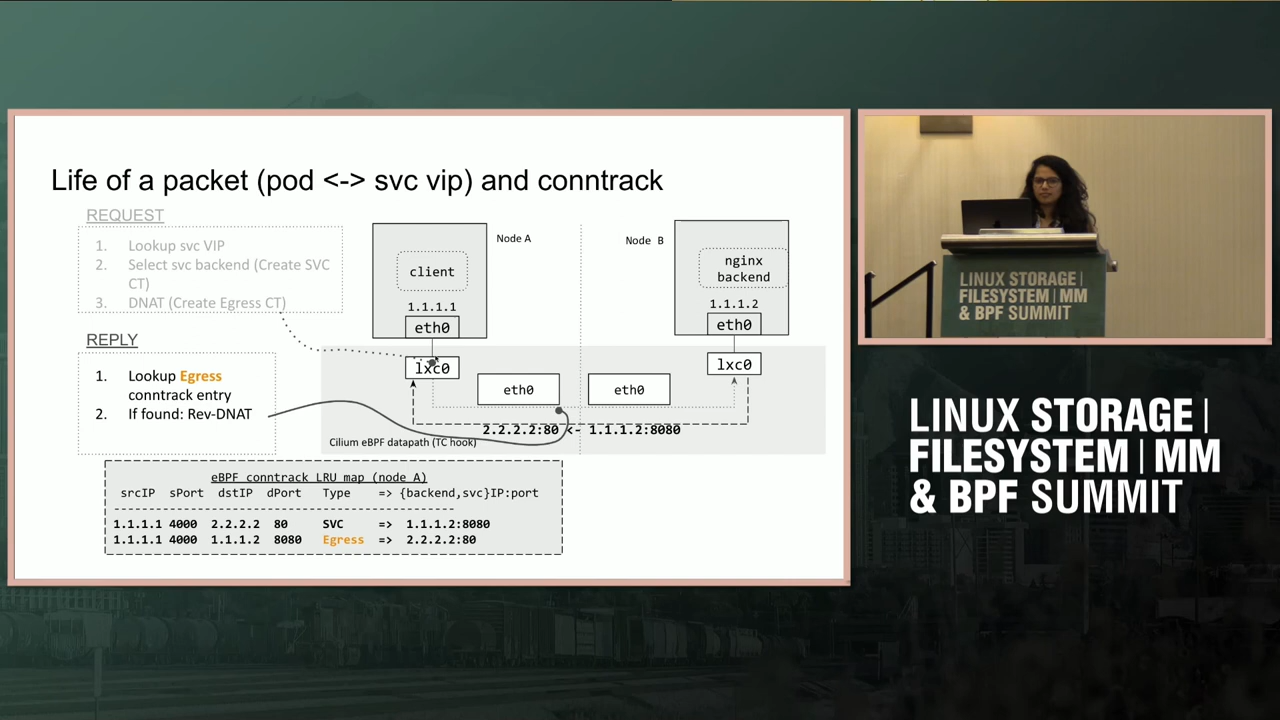 Life of a packet (pod <-> svc vip) and conntrack
REQUEST
1. Lookup svc VIP
2. Select svc backend (Create SVC
CT)
3. DNAT (Create Egress CT)
REPLY
1. Lookup Egress
conntrack entry
2. If found: Rev-DNAT
Node A
client
1.1.1.1
eth0
lxc0
eth0
Node B
nginx
backend
1.1.1.2
eth0
lxc0
eth0
2.2.2.2:80 <- 1.1.1.2:8080
Cilium eBPF datapath (TC hook)
eBPF conntrack LRU map (node A)
srcIP sPort dstIP dPort Type => {backend,svc}IP:port
1.1.1.1 4000 2.2.2.2 80 SVC => 1.1.1.2:8080
1.1.1.1 4000 1.1.1.2 8080 Egress => 2.2.2.2:80
LINUX STORAGE |
FILESYSTEM | MM
& BPF SUMMIT
LINUX STORAGE |
FILESYSTEM | MM
& BPF SUMMIT